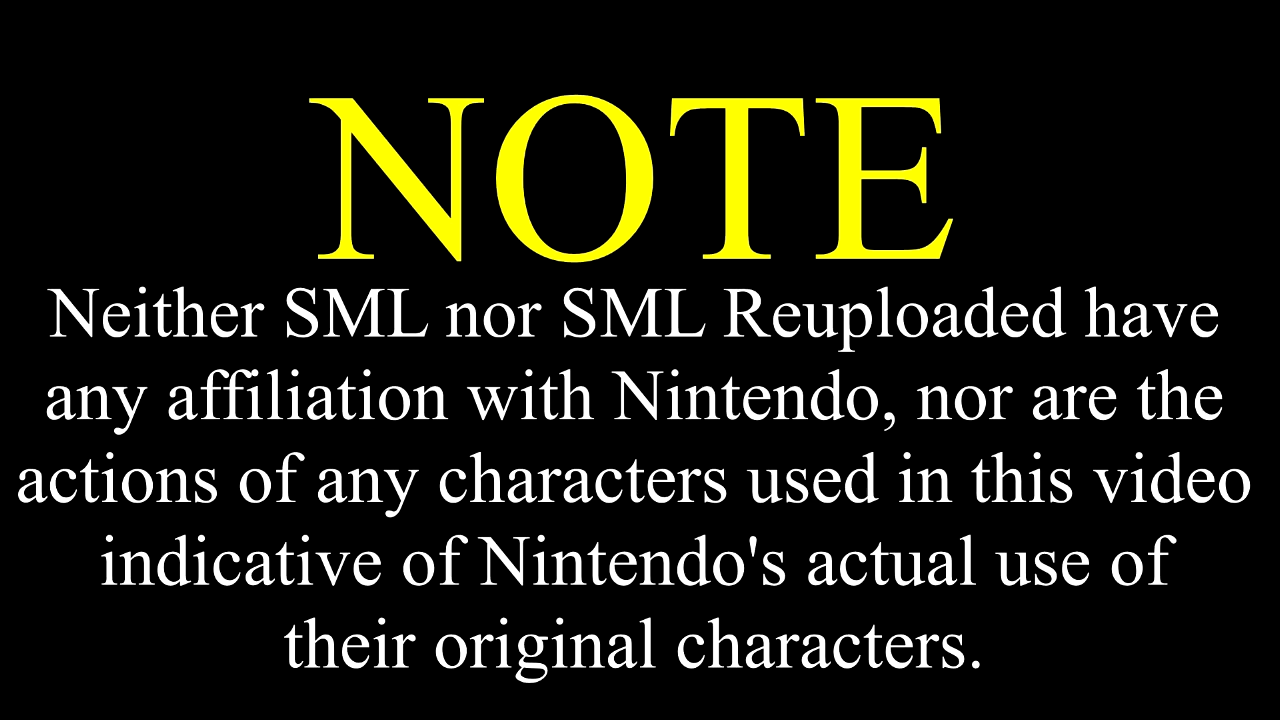 NOTE
Neither SML nor SML Reuploaded have
any affiliation with Nintendo, nor are the
actions of any characters used in this video
indicative of Nintendo's actual use of
their original characters.